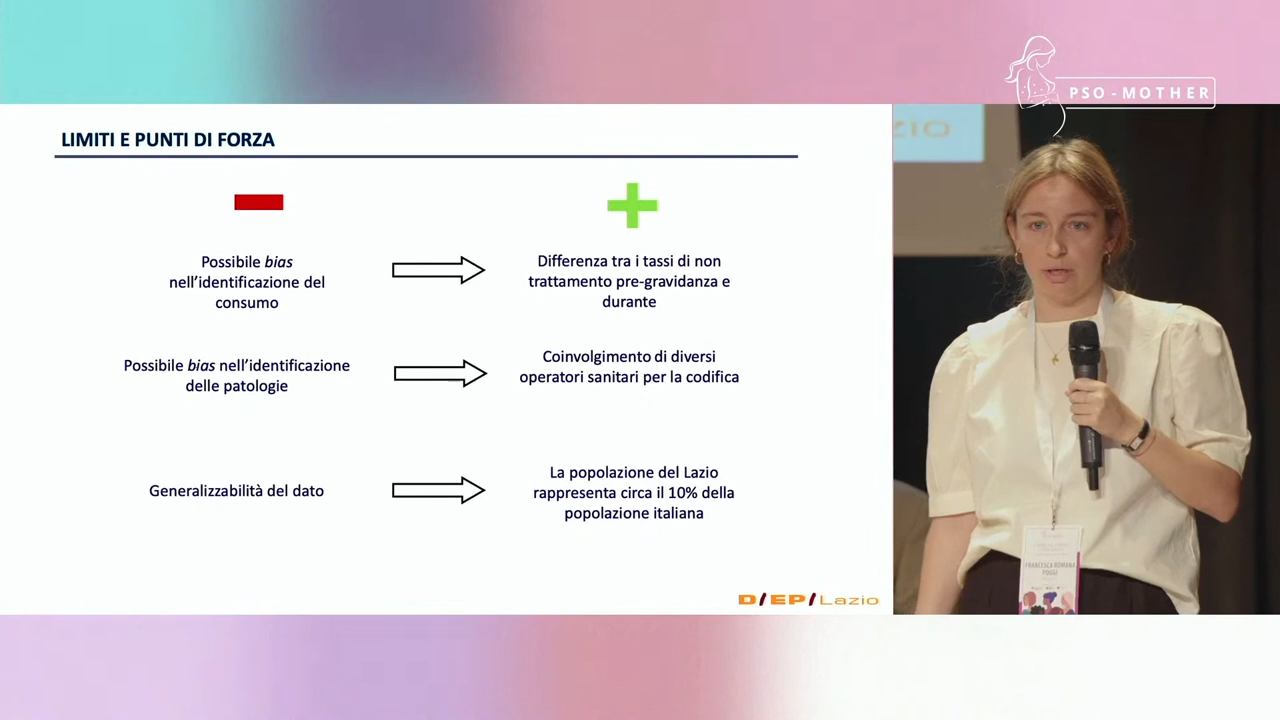 PSO-MOTHER
ZIO
LIMITI E PUNTI DI FORZA
Possibile bias
nell'identificazione del
consumo
Differenza tra i tassi di non
trattamento pre-gravidanza e
durante
Possibile bias nell'identificazione
delle patologie
Coinvolgimento di diversi
operatori sanitari per la codifica
Generalizzabilità del dato
La popolazione del Lazio
rappresenta circa il 10% della
popolazione italiana
D/EP/Lazio
FRANCESCA ROMANA
POGGI